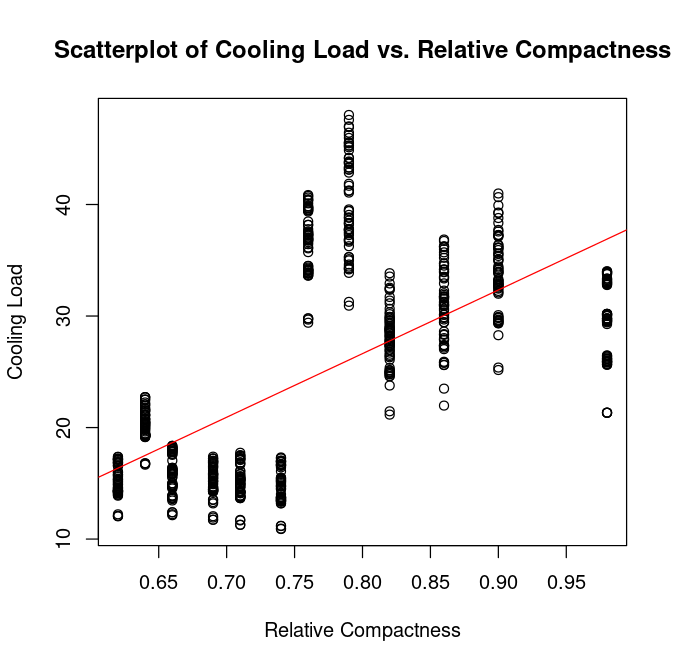 Scatterplot of Cooling Load vs. Relative Compactness
Cooling Load
40
30
20
10
0.65 0.70 0.75 0.80 0.85 0.90 0.95
Relative Compactness